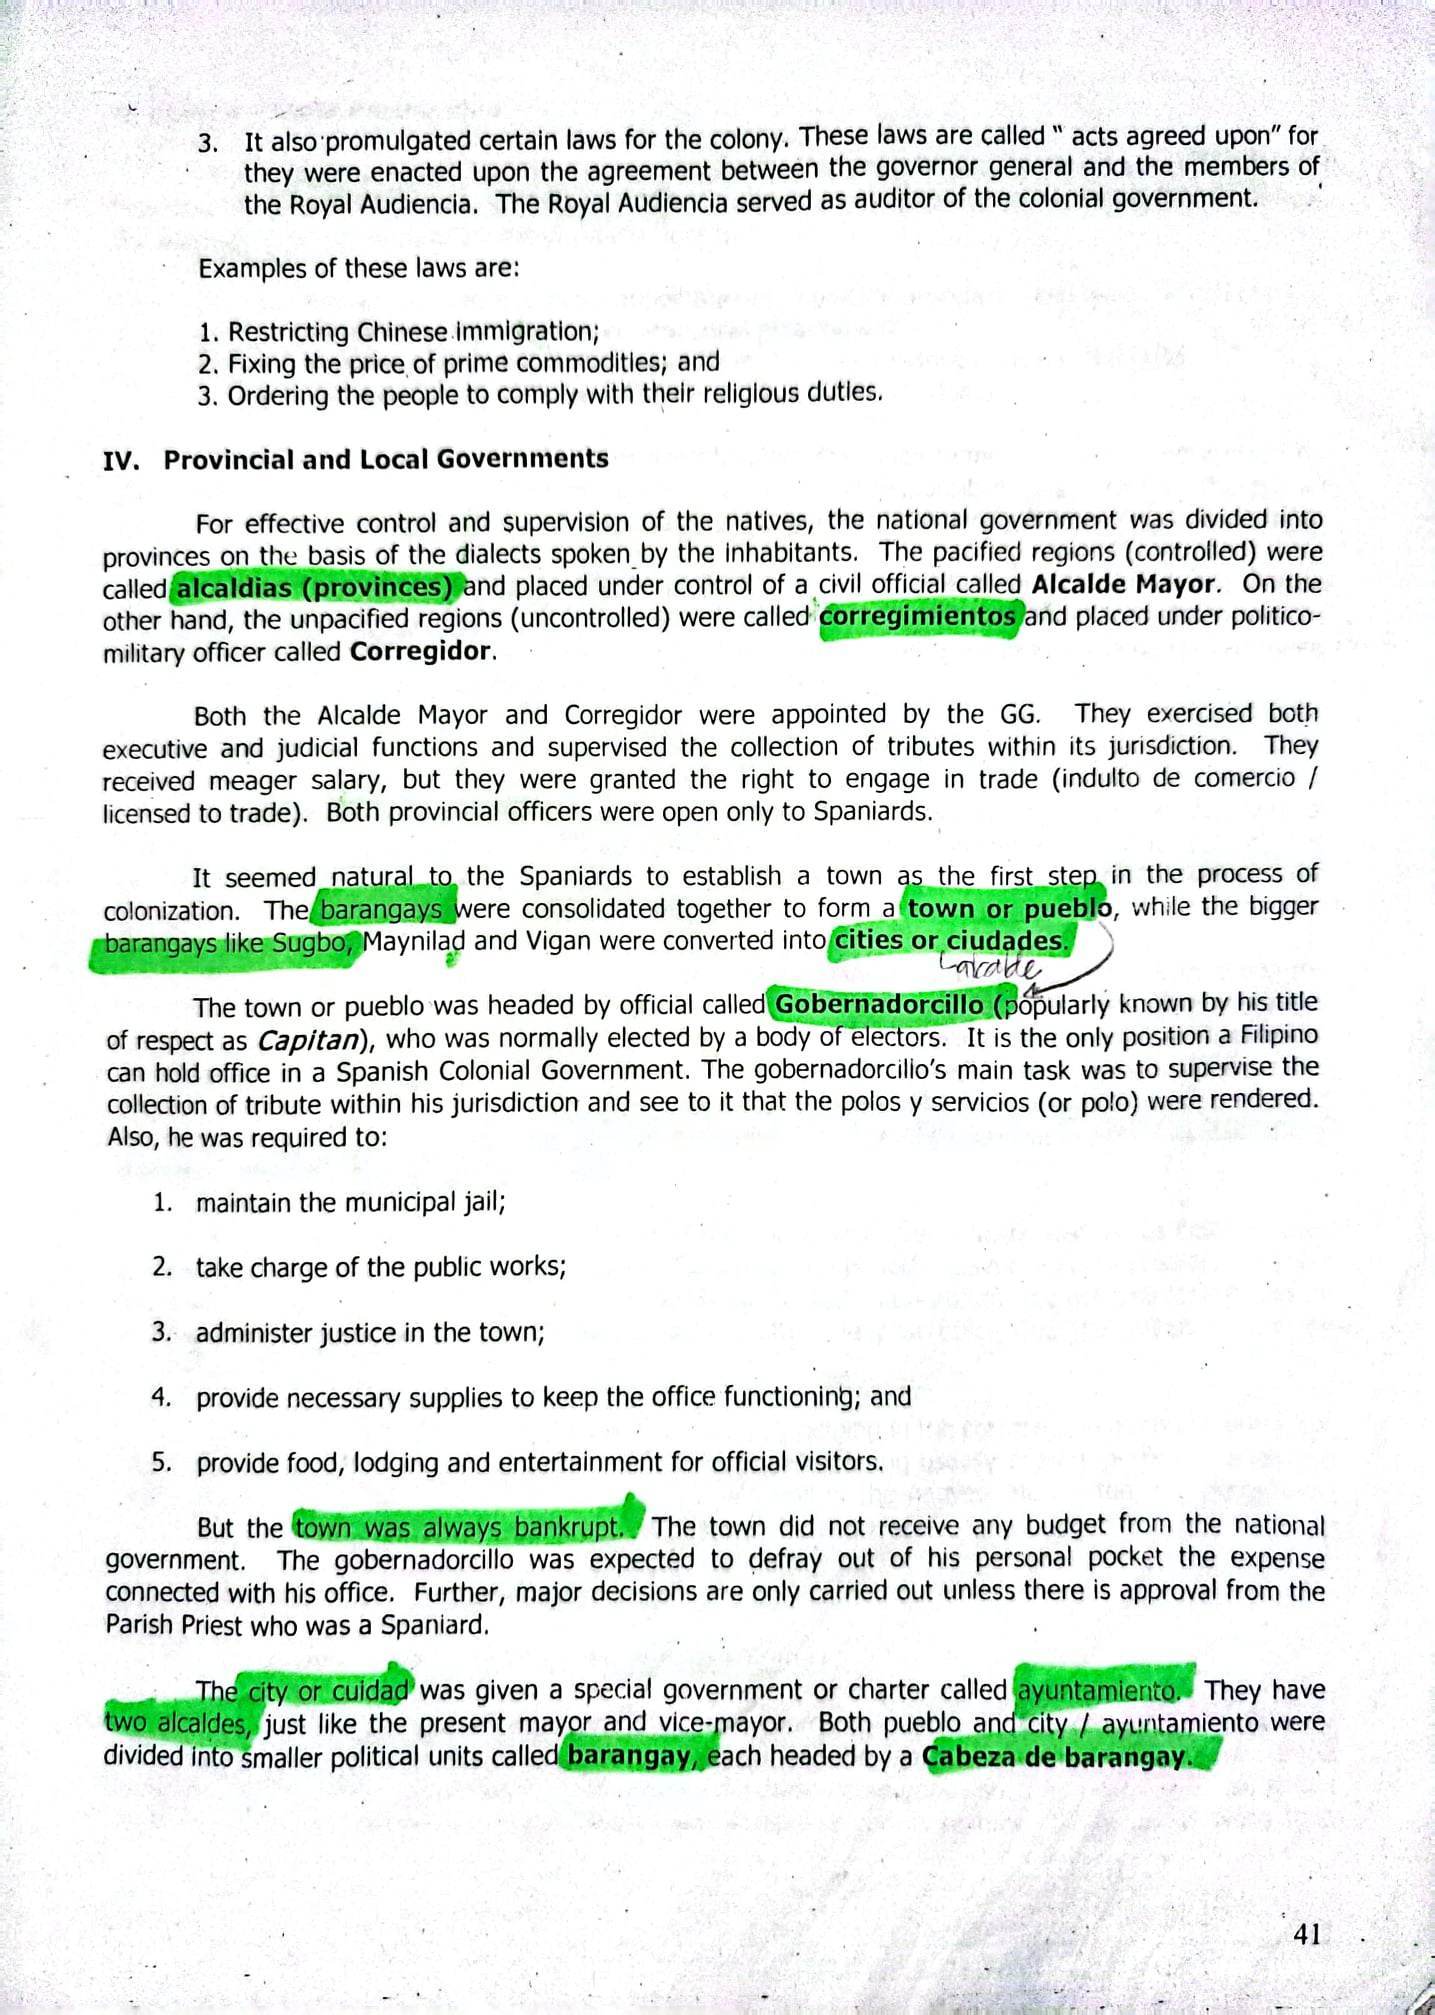 3. It also promulgated certain laws for the colony. These laws are called " acts agreed upon" for
they were enacted upon the agreement between the governor general and the members of
the Royal Audiencia. The Royal Audiencia served as auditor of the colonial government.
Examples of these laws are:
1. Restricting Chinese immigration;
2. Fixing the price of prime commodities; and
3. Ordering the people to comply with their religious duties.
IV. Provincial and Local Governments
For effective control and supervision of the natives, the national government was divided into
provinces on the basis of the dialects spoken by the inhabitants. The pacified regions (controlled) were
called alcaldias (provinces) and placed under control of a civil official called Alcalde Mayor. On the
other hand, the unpacified regions (uncontrolled) were called corregimientos and placed under politico-
military officer called Corregidor.
Both the Alcalde Mayor and Corregidor were appointed by the GG. They exercised both
executive and judicial functions and supervised the collection of tributes within its jurisdiction. They
received meager salary, but they were granted the right to engage in trade (indulto de comercio /
licensed to trade). Both provincial officers were open only to Spaniards.
It seemed natural to the Spaniards to establish a town as the first step in the process of
colonization. The barangays were consolidated together to form a town or pueblo, while the bigger
barangays like Sugbo, Maynilad and Vigan were converted into cities or ciudades.
alcalde
The town or pueblo was headed by official called Gobernadorcillo (popularly known by his title
of respect as Capitan), who was normally elected by a body of electors. It is the only position a Filipino
can hold office in a Spanish Colonial Government. The gobernadorcillo's main task was to supervise the
collection of tribute within his jurisdiction and see to it that the polos y servicios (or polo) were rendered.
Also, he was required to:
1. maintain the municipal jail;
2. take charge of the public works;
3. administer justice in the town;
4. provide necessary supplies to keep the office functioning; and
5. provide food, lodging and entertainment for official visitors.
But the town was always bankrupt. The town did not receive any budget from the national
government. The gobernadorcillo was expected to defray out of his personal pocket the expense
connected with his office. Further, major decisions are only carried out unless there is approval from the
Parish Priest who was a Spaniard.
The city or cuidad was given a special government or charter called ayuntamiento. They have
two alcaldes, just like the present mayor and vice-mayor. Both pueblo and city / ayuntamiento were
divided into smaller political units called barangay, each headed by a Cabeza de barangay.
41